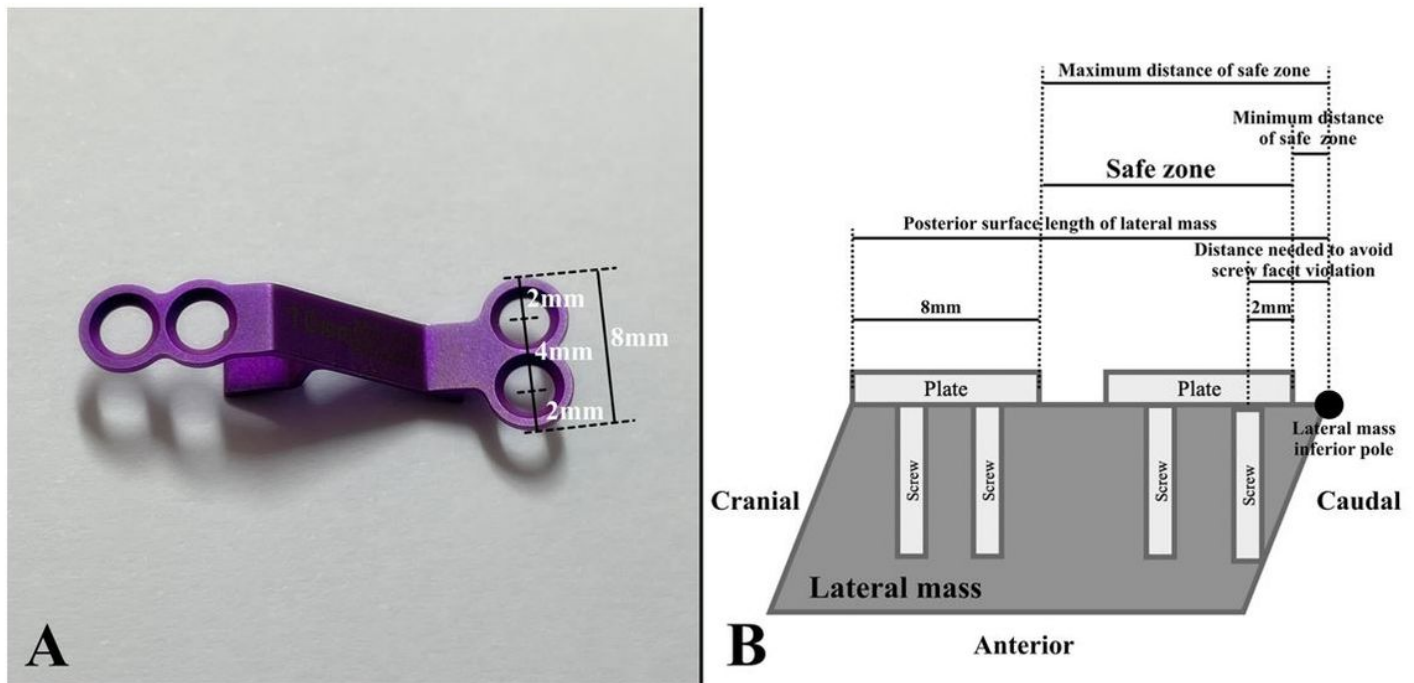 2mm
4mm
8mm
2mm
A
Maximum distance of safe zone
Minimum distance
of safe zone
Safe zone
Posterior surface length of lateral mass
Distance needed to avoid
screw facet violation
8mm
2mm
Plate
Plate
Lateral mass
inferior pole
Screw
Screw
Screw
Screw
Cranial
Caudal
Lateral mass
Anterior
B